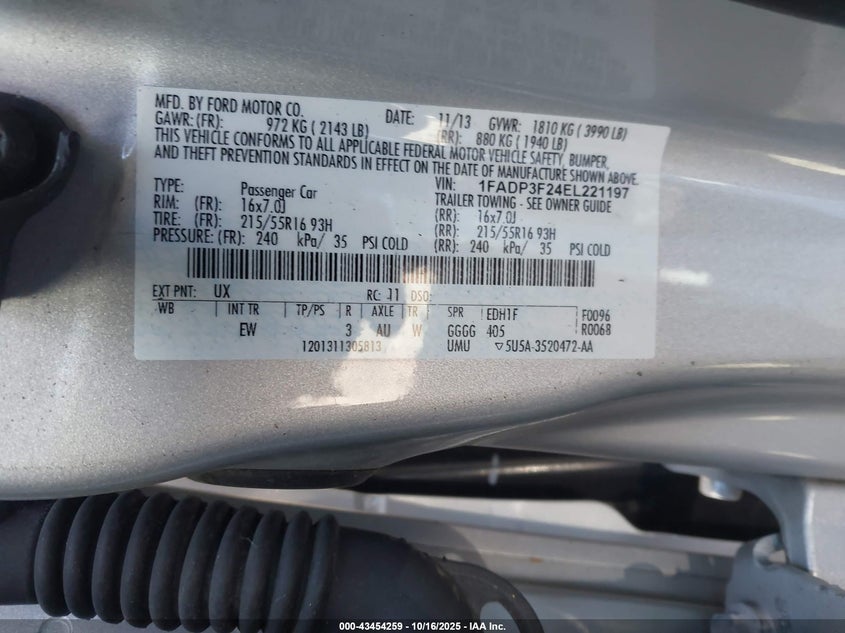 MFD. BY FORD MOTOR CO. DATE: 11/13 GVWR: 1810 KG ( 3990 LB)
GAWR: (FR): 972 KG ( 2143 LB) (RR): 880 KG ( 1940 LB)
THIS VEHICLE CONFORMS TO ALL APPLICABLE FEDERAL MOTOR VEHICLE SAFETY, BUMPER,
AND THEFT PREVENTION STANDARDS IN EFFECT ON THE DATE OF MANUFACTURE SHOWN ABOVE.
VIN: 1FADP3F24EL221197
TYPE: Passenger Car TRAILER TOWING - SEE OWNER GUIDE
RIM: (FR): 16x7.0J (RR): 16x7.0J
TIRE: (FR): 215/55R16 93H (RR): 215/55R16 93H
PRESSURE: (FR): 240 kPa/ 35 PSI COLD (RR): 240 kPa/ 35 PSI COLD
EXT PNT: UX RC: 11 DSO:
WB INT TR TP/PS R AXLE TR SPR EDH1F F0096
EW 3 AU W GGGG 405 R0068
1201311305813 UMU ▽5U5A-3520472-AA
000-43454259 - 10/16/2025 - IAA Inc.